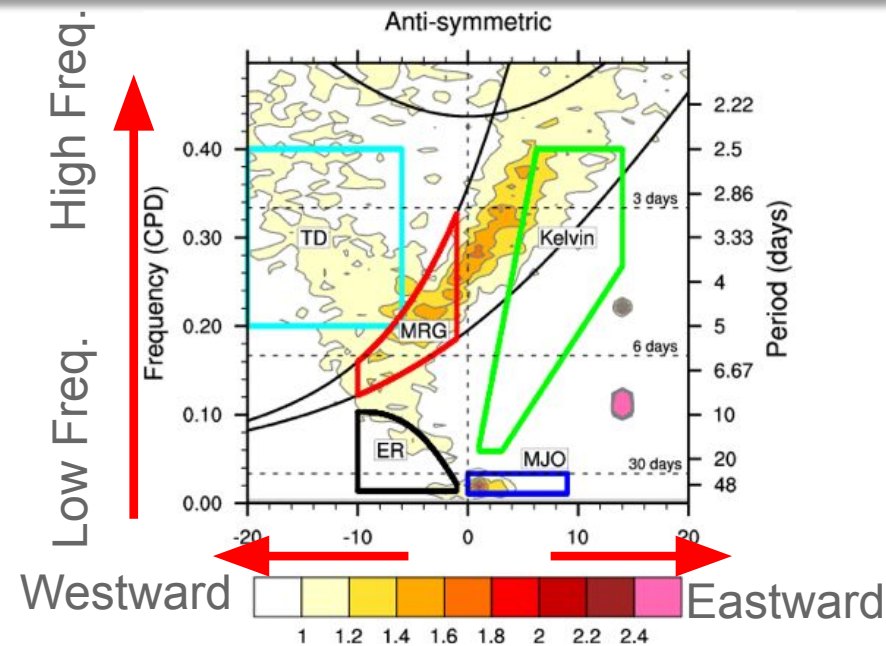 Anti-symmetric
High Freq.
Low Freq.
Frequency (CPD)
0.40
0.30
0.20
0.10
0.00
TD
MRG
Kelvin
ER
MJO
3 days
6 days
30 days
2.22
2.5
2.86
3.33
4
5
6.67
10
20
48
Period (days)
-20 -10 0 10 20
Westward
Eastward
1 1.2 1.4 1.6 1.8 2 2.2 2.4